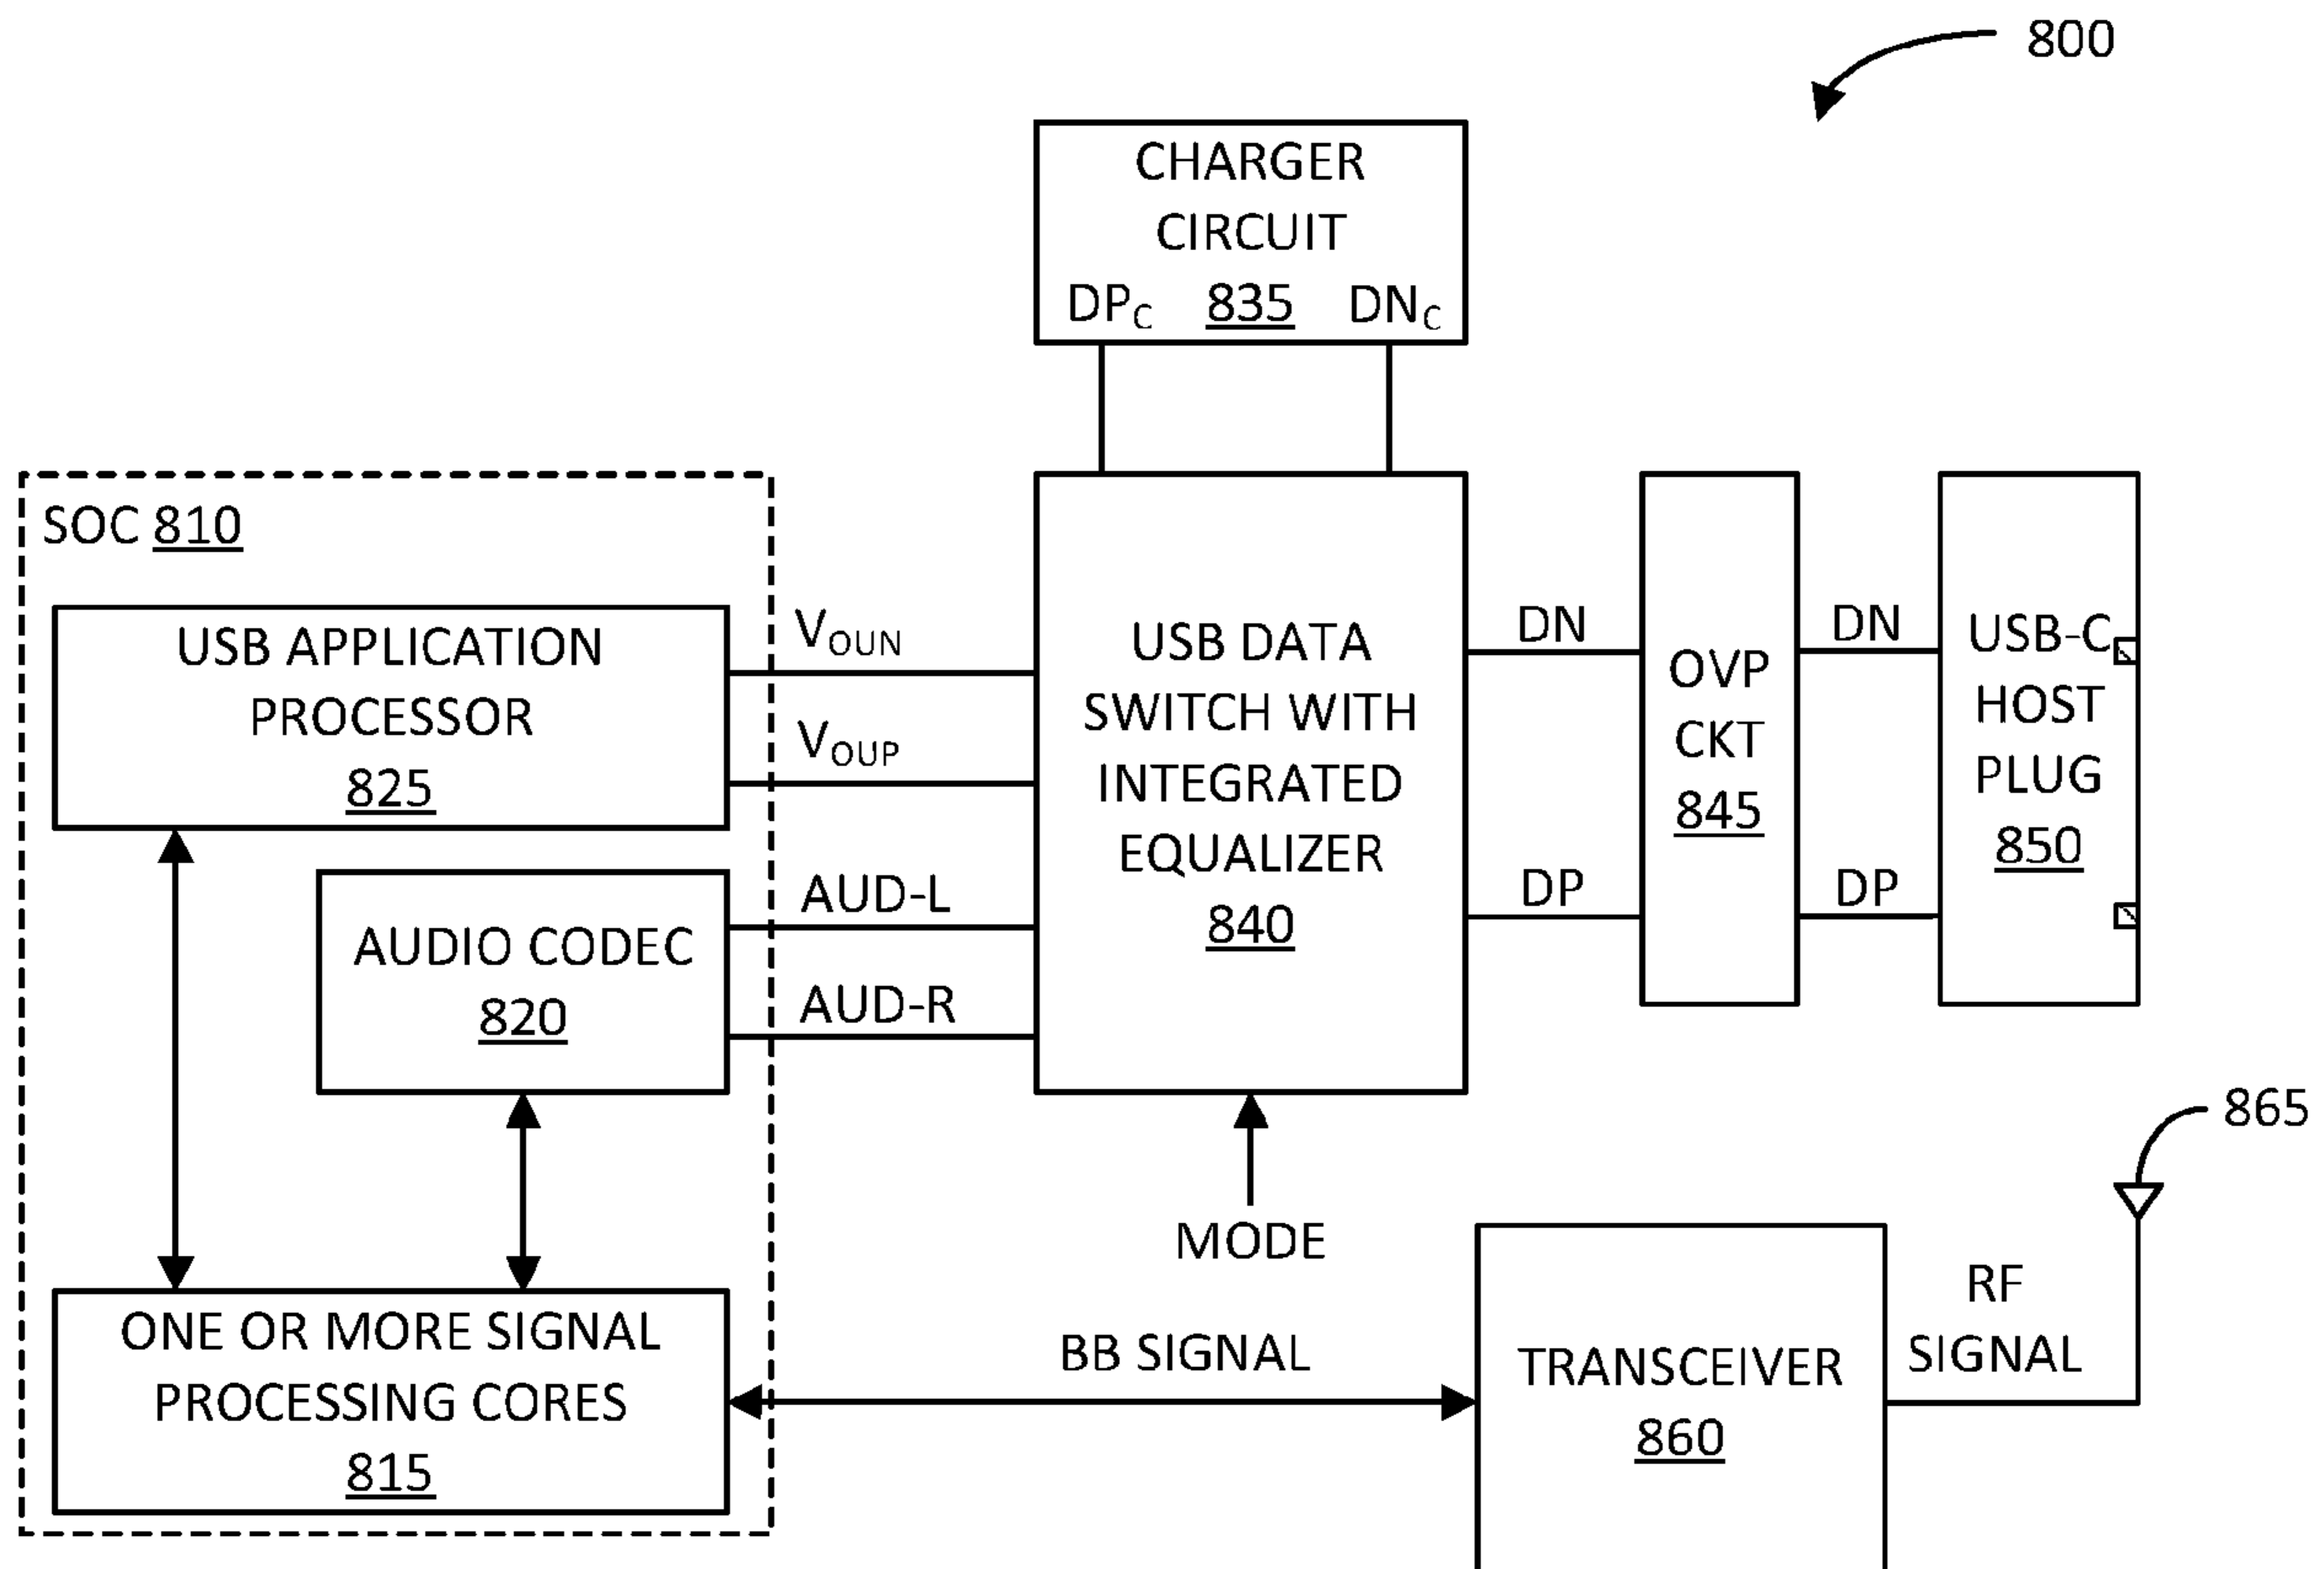 800
CHARGER
CIRCUIT
DPC 835 DNC
SOC 810
USB APPLICATION
PROCESSOR
825
VOUN
VOUP
AUDIO CODEC
820
AUD-L
AUD-R
USB DATA
SWITCH WITH
INTEGRATED
EQUALIZER
840
DN
DP
OVP
CKT
845
DN
DP
USB-C
HOST
PLUG
850
MODE
865
ONE OR MORE SIGNAL
PROCESSING CORES
815
BB SIGNAL
TRANSCEIVER
860
RF
SIGNAL